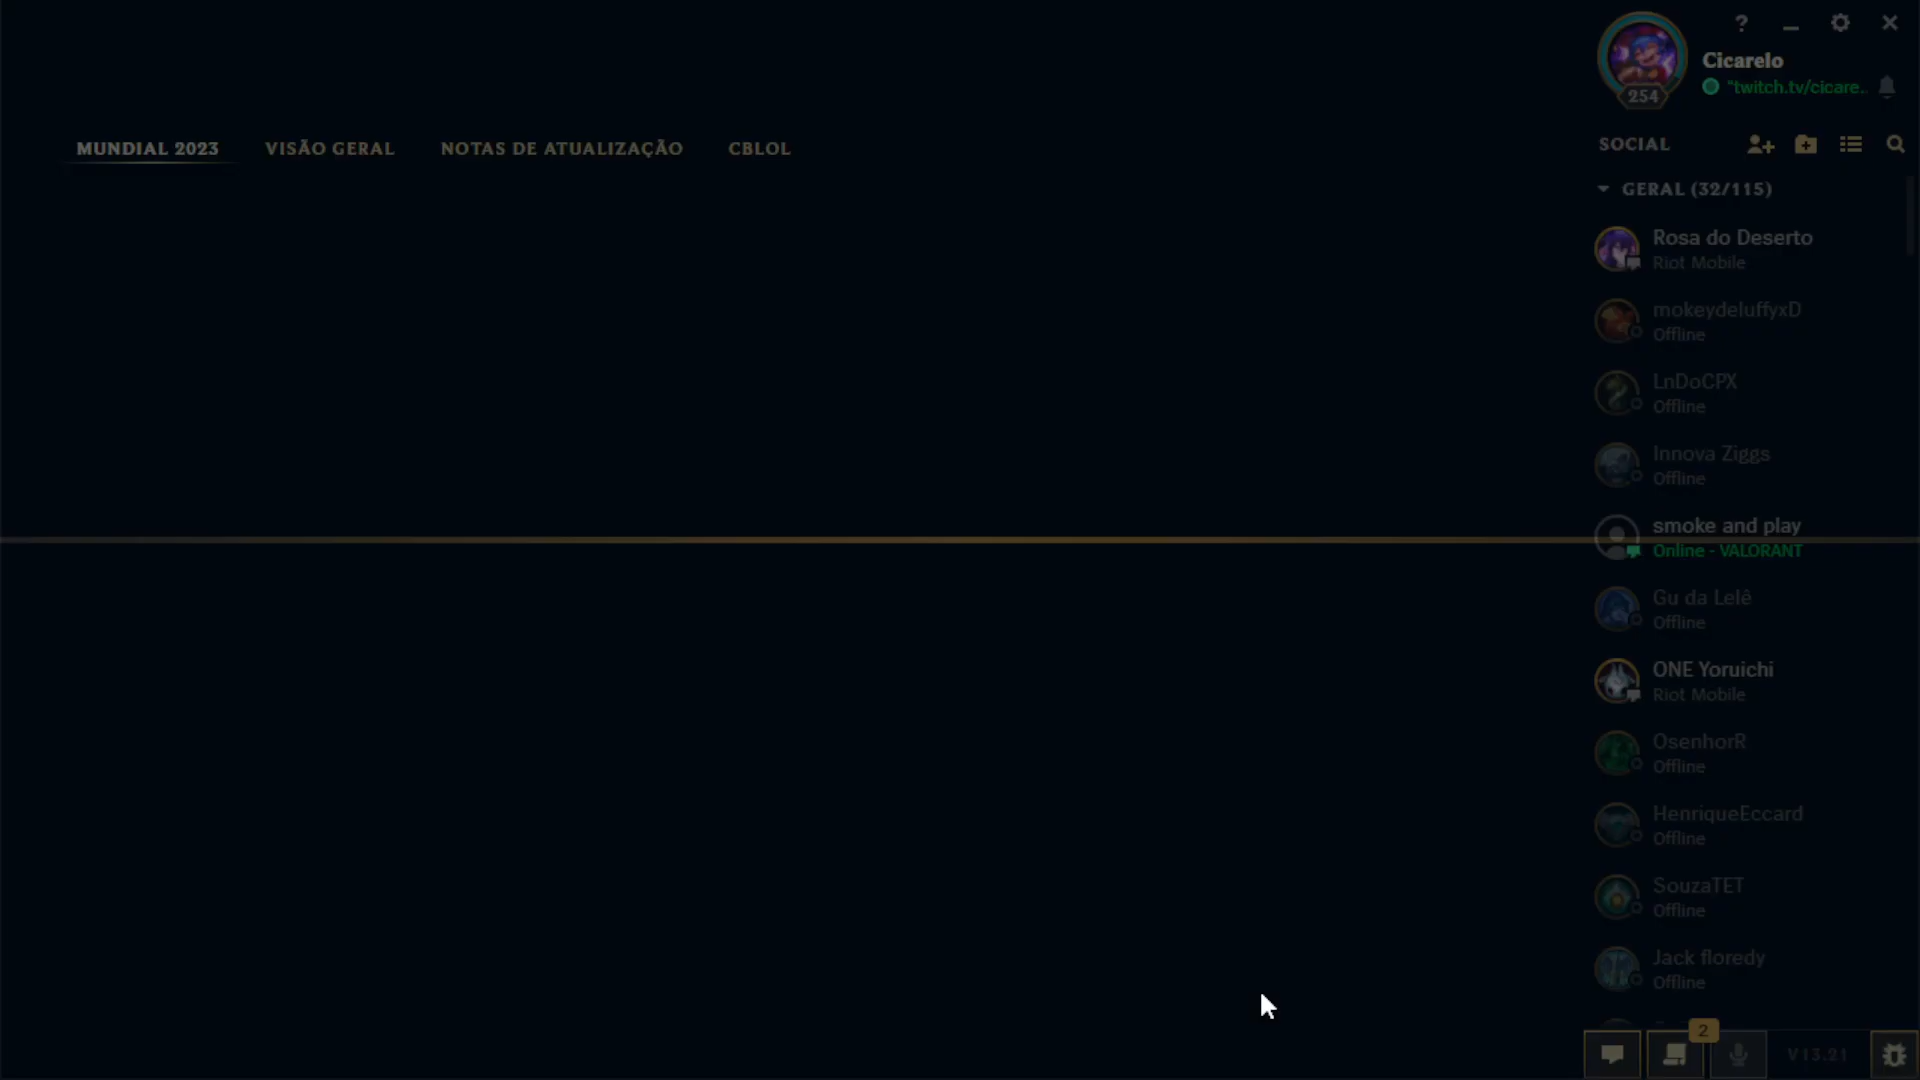 ?
Cicarelo
254
"twitch.tv/cicare..
MUNDIAL 2023
VISÃO GERAL
NOTAS DE ATUALIZAÇÃO
CBLOL
SOCIAL
GERAL (32/115)
Rosa do Deserto
Riot Mobile
mokeydeluffyxD
Offline
LnDoCPX
Offline
Innova Ziggs
Offline
smoke and play
Online - VALORANT
Gu da Lelê
Offline
ONE Yoruichi
Riot Mobile
OsenhorR
Offline
HenriqueEccard
Offline
SouzaTET
Offline
Jack floredy
Offline
2
V13.21